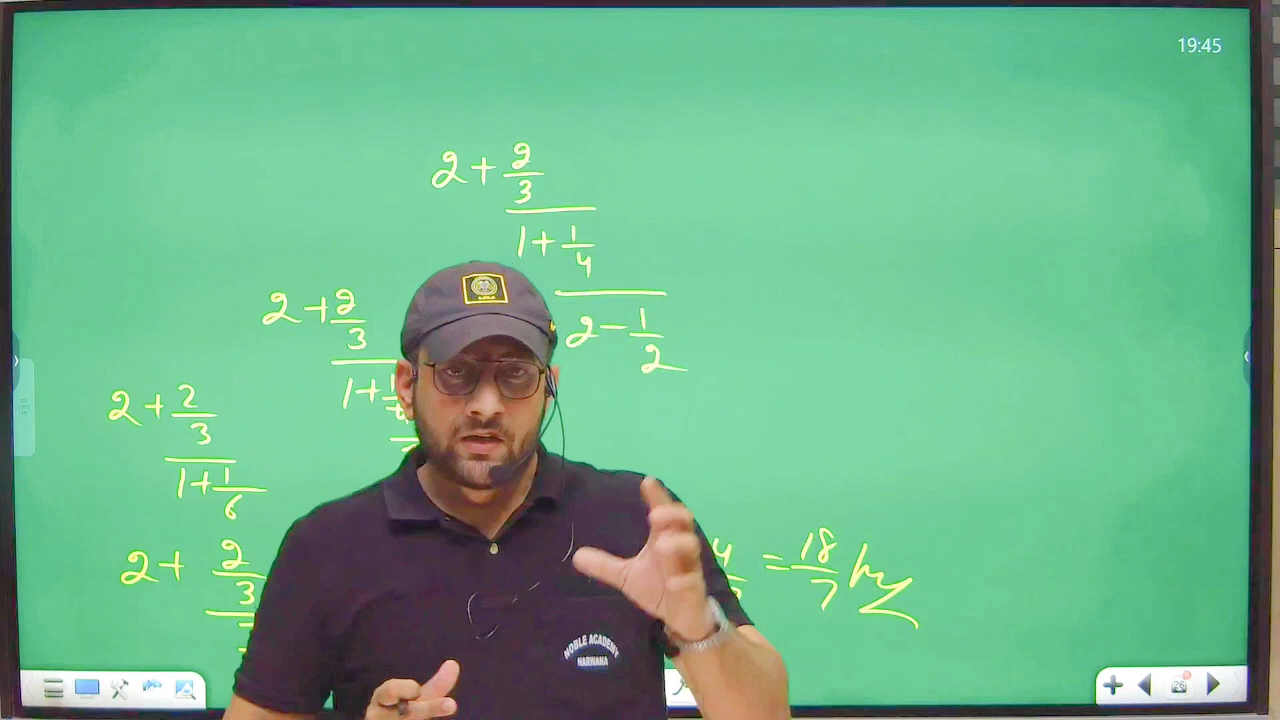 19:45
2 + 2/3
1 + 1/4
2 - 1/2
2 + 2/3
1 +
2 + 2/3
1 + 1/6
2 + 2/3
= 18/7
NOBLE ACADEMY
NARWANA